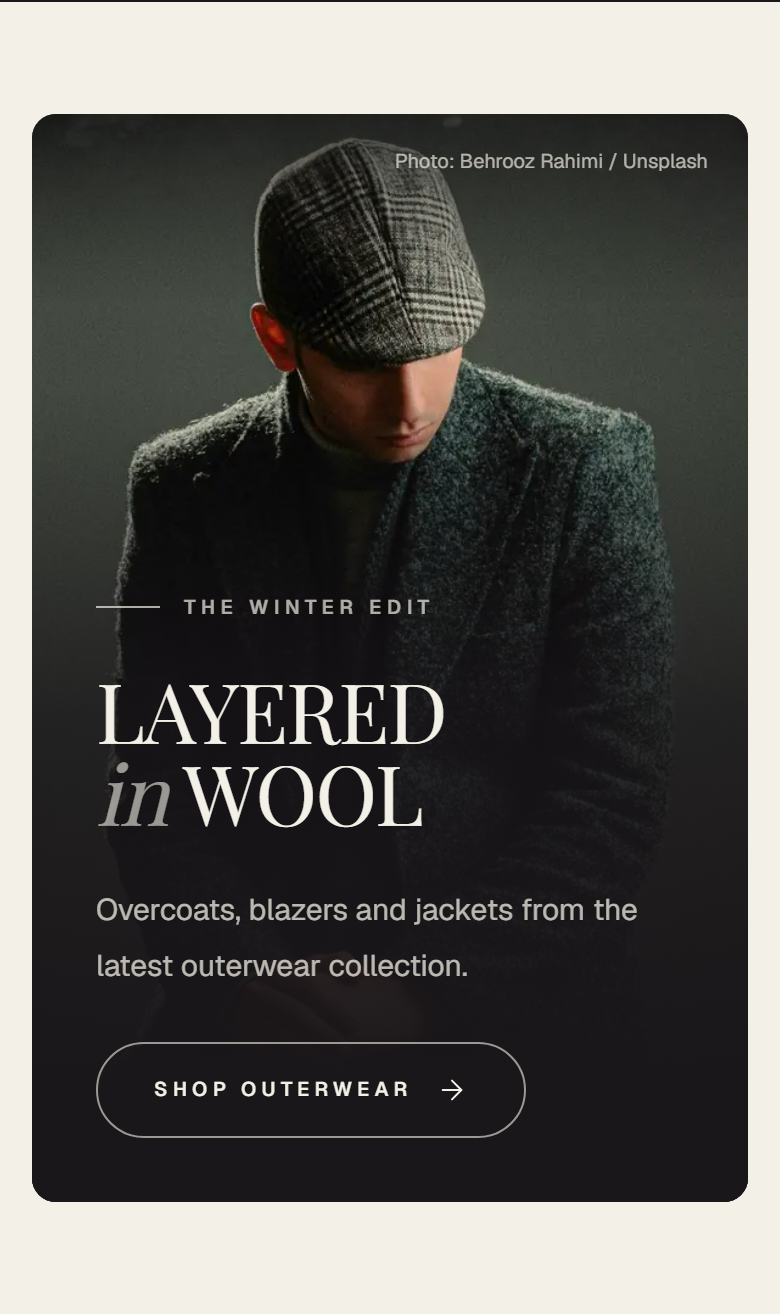 Photo: Behrooz Rahimi / Unsplash
THE WINTER EDIT
LAYERED
in WOOL
Overcoats, blazers and jackets from the
latest outerwear collection.
SHOP OUTERWEAR →